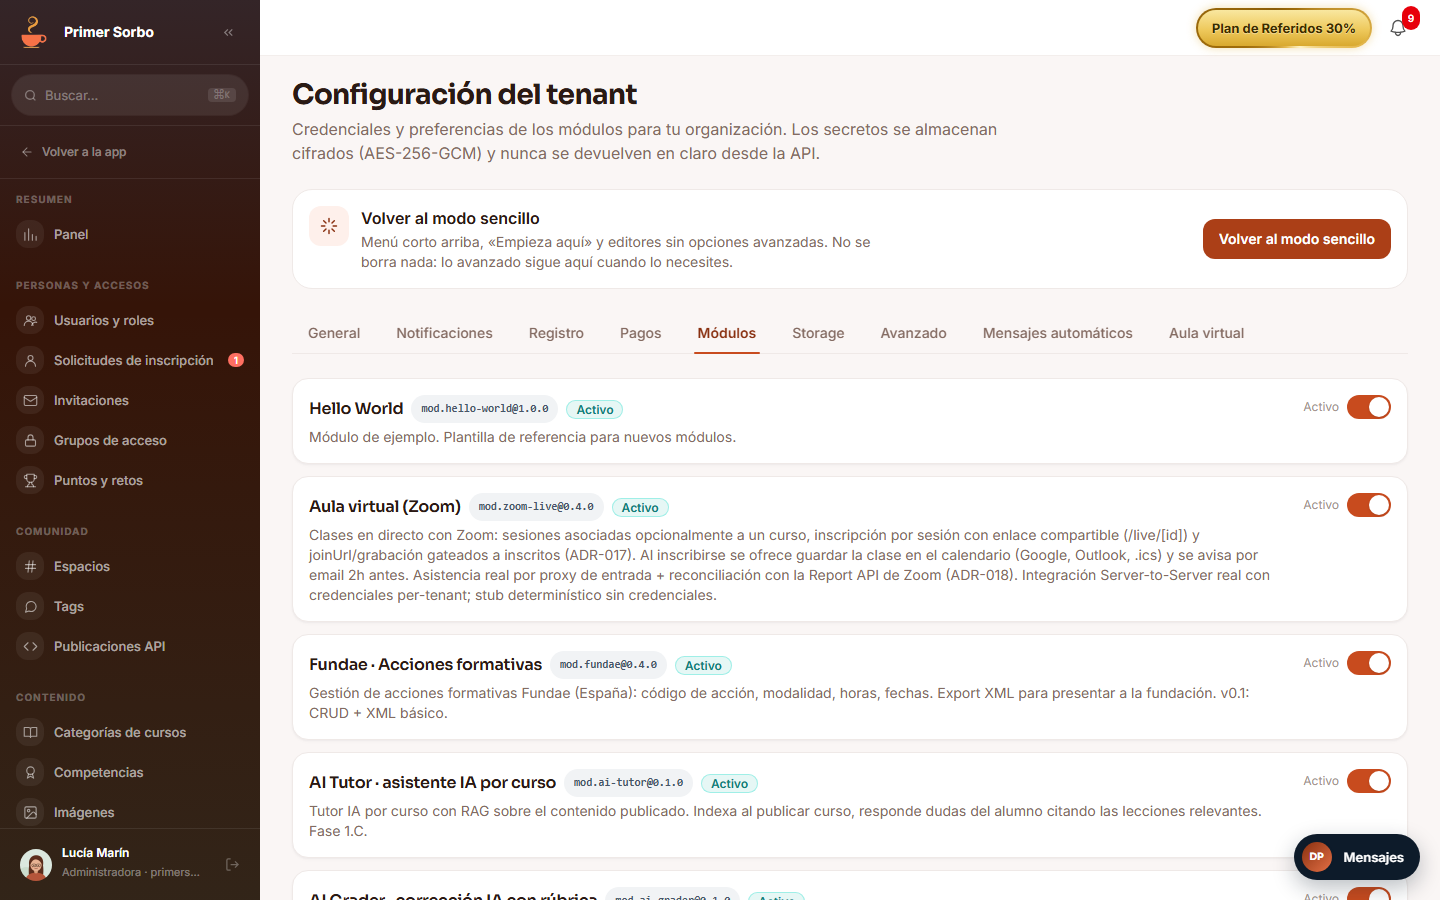 Primer Sorbo
«
Buscar...
⌘K
Volver a la app
RESUMEN
Panel
PERSONAS Y ACCESOS
Usuarios y roles
Solicitudes de inscripción
1
Invitaciones
Grupos de acceso
Puntos y retos
COMUNIDAD
Espacios
Tags
Publicaciones API
CONTENIDO
Categorías de cursos
Competencias
Imágenes
Lucía Marín
Administradora · primers...
Plan de Referidos 30%
9
Configuración del tenant
Credenciales y preferencias de los módulos para tu organización. Los secretos se almacenan
cifrados (AES-256-GCM) y nunca se devuelven en claro desde la API.
Volver al modo sencillo
Menú corto arriba, «Empieza aquí» y editores sin opciones avanzadas. No se
borra nada: lo avanzado sigue aquí cuando lo necesites.
Volver al modo sencillo
General Notificaciones Registro Pagos Módulos Storage Avanzado Mensajes automáticos Aula virtual
Hello World mod.hello-world@1.0.0 Activo
Activo
Módulo de ejemplo. Plantilla de referencia para nuevos módulos.
Aula virtual (Zoom) mod.zoom-live@0.4.0 Activo
Activo
Clases en directo con Zoom: sesiones asociadas opcionalmente a un curso, inscripción por sesión con enlace compartible (/live/[id]) y
joinUrl/grabación gateados a inscritos (ADR-017). Al inscribirse se ofrece guardar la clase en el calendario (Google, Outlook, .ics) y se avisa por
email 2h antes. Asistencia real por proxy de entrada + reconciliación con la Report API de Zoom (ADR-018). Integración Server-to-Server real con
credenciales per-tenant; stub determinístico sin credenciales.
Fundae · Acciones formativas mod.fundae@0.4.0 Activo
Activo
Gestión de acciones formativas Fundae (España): código de acción, modalidad, horas, fechas. Export XML para presentar a la fundación. v0.1:
CRUD + XML básico.
AI Tutor · asistente IA por curso mod.ai-tutor@0.1.0 Activo
Activo
Tutor IA por curso con RAG sobre el contenido publicado. Indexa al publicar curso, responde dudas del alumno citando las lecciones relevantes.
Fase 1.C.
AI Grader · corrección IA con rúbrica mod.ai-grader@0.1.0 Activo
Activo
DP
Mensajes